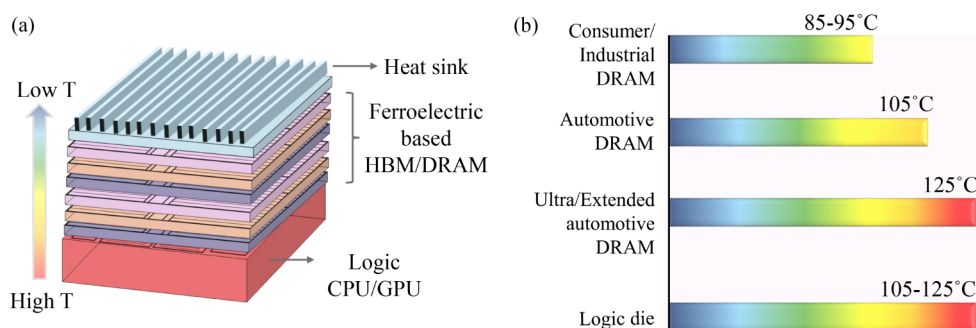 (a)
Heat sink
Low T
Ferroelectric
based
HBM/DRAM
Logic
CPU/GPU
High T
(b)
85-95˚C
Consumer/
Industrial
DRAM
105˚C
Automotive
DRAM
125˚C
Ultra/Extended
automotive
DRAM
105-125˚C
Logic die